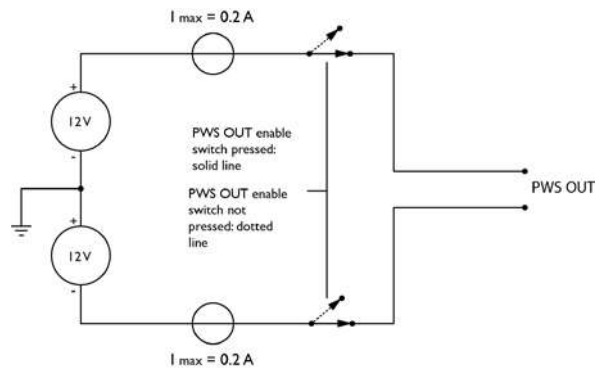 I max = 0.2 A
+
12V
-
PWS OUT enable
switch pressed:
solid line
PWS OUT enable
switch not
pressed: dotted
line
PWS OUT
+
12V
-
I max = 0.2 A